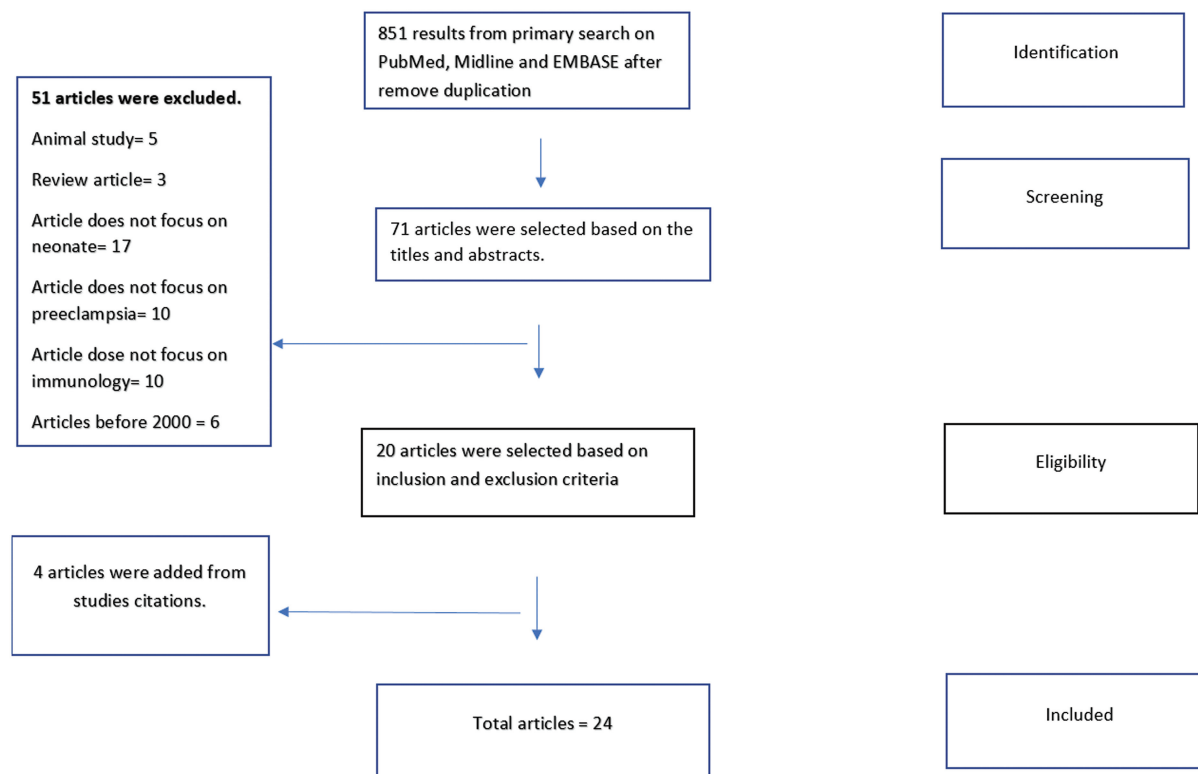 851 results from primary search on
PubMed, Midline and EMBASE after
remove duplication
Identification
51 articles were excluded.
Animal study= 5
Review article= 3
Article does not focus on
neonate= 17
Article does not focus on
preeclampsia= 10
Article dose not focus on
immunology= 10
Articles before 2000 = 6
71 articles were selected based on the
titles and abstracts.
Screening
20 articles were selected based on
inclusion and exclusion criteria
Eligibility
4 articles were added from
studies citations.
Total articles = 24
Included